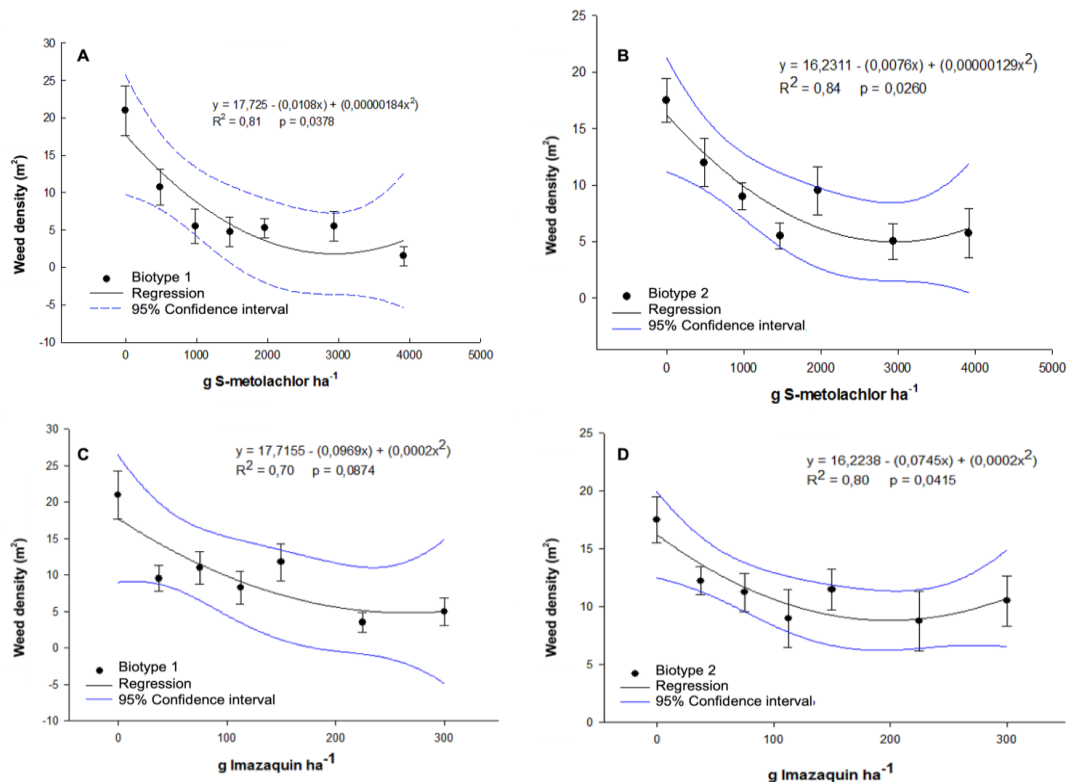 A
y = 17,725 - (0,0108x) + (0,00000184x²)
R² = 0,81 p = 0,0378
Weed density (m²)
30
25
20
15
10
5
0
-5
-10
Biotype 1
Regression
95% Confidence interval
0 1000 2000 3000 4000 5000
g S-metolachlor ha⁻¹
B
y = 16,2311 - (0,0076x) + (0,00000129x²)
R² = 0,84 p = 0,0260
Weed density (m²)
25
20
15
10
5
0
Biotype 2
Regression
95% Confidence interval
0 1000 2000 3000 4000 5000
g S-metolachlor ha⁻¹
C
y = 17,7155 - (0,0969x) + (0,0002x²)
R² = 0,70 p = 0,0874
Weed density (m²)
30
25
20
15
10
5
0
-5
-10
Biotype 1
Regression
95% Confidence interval
0 100 200 300
g Imazaquin ha⁻¹
D
y = 16,2238 - (0,0745x) + (0,0002x²)
R² = 0,80 p = 0,0415
Weed density (m²)
25
20
15
10
5
0
Biotype 2
Regression
95% Confidence interval
0 100 200 300
g Imazaquin ha⁻¹